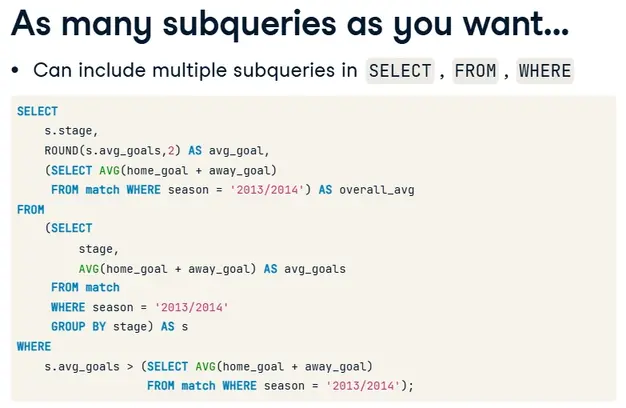 As many subqueries as you want...
• Can include multiple subqueries in SELECT, FROM, WHERE
SELECT
    s.stage,
    ROUND(s.avg_goals,2) AS avg_goal,
    (SELECT AVG(home_goal + away_goal)
     FROM match WHERE season = '2013/2014') AS overall_avg
FROM
    (SELECT
         stage,
         AVG(home_goal + away_goal) AS avg_goals
     FROM match
     WHERE season = '2013/2014'
     GROUP BY stage) AS s
WHERE
    s.avg_goals > (SELECT AVG(home_goal + away_goal)
                   FROM match WHERE season = '2013/2014');